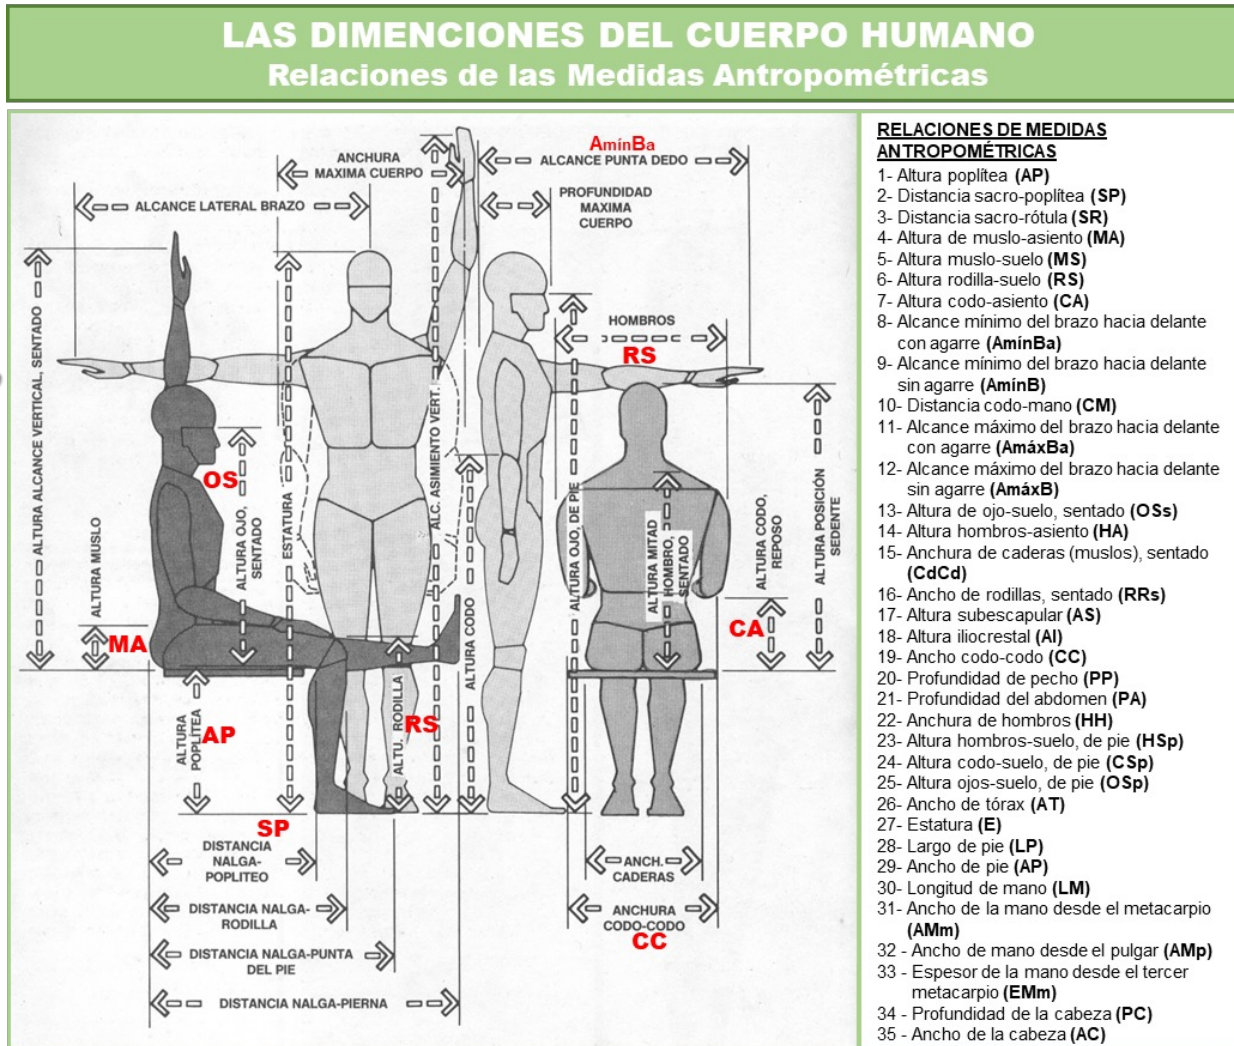 LAS DIMENCIONES DEL CUERPO HUMANO
Relaciones de las Medidas Antropométricas
AmínBa
ALCANCE PUNTA DEDO
ANCHURA
MAXIMA CUERPO
PROFUNDIDAD
MAXIMA
CUERPO
ALCANCE LATERAL BRAZO
HOMBROS
RS
ALTURA ALCANCE VERTICAL, SENTADO
ALTURA MUSLO
MA
OS
ALTURA OJO,
SENTADO
ESTATURA
ALC. ASIMIENTO VERT.
ALTURA CODO
ALTURA OJO, DE PIE
ALTURA MITAD
HOMBRO,
SENTADO
ALTURA CODO,
REPOSO
CA
ALTURA POSICIÓN
SEDENTE
ALTURA
POPLÍTEA
AP
ALTU. RODILLA
RS
SP
DISTANCIA
NALGA-
POPLITEO
DISTANCIA NALGA-
RODILLA
DISTANCIA NALGA-PUNTA
DEL PIE
DISTANCIA NALGA-PIERNA
ANCH.
CADERAS
ANCHURA
CODO-CODO
CC
RELACIONES DE MEDIDAS
ANTROPOMÉTRICAS
1- Altura poplítea (AP)
2- Distancia sacro-poplítea (SP)
3- Distancia sacro-rótula (SR)
4- Altura de muslo-asiento (MA)
5- Altura muslo-suelo (MS)
6- Altura rodilla-suelo (RS)
7- Altura codo-asiento (CA)
8- Alcance mínimo del brazo hacia delante
con agarre (AmínBa)
9- Alcance mínimo del brazo hacia delante
sin agarre (AmínB)
10- Distancia codo-mano (CM)
11- Alcance máximo del brazo hacia delante
con agarre (AmáxBa)
12- Alcance máximo del brazo hacia delante
sin agarre (AmáxB)
13- Altura de ojo-suelo, sentado (OSs)
14- Altura hombros-asiento (HA)
15- Anchura de caderas (muslos), sentado
(CdCd)
16- Ancho de rodillas, sentado (RRs)
17- Altura subescapular (AS)
18- Altura iliocrestal (AI)
19- Ancho codo-codo (CC)
20- Profundidad de pecho (PP)
21- Profundidad del abdomen (PA)
22- Anchura de hombros (HH)
23- Altura hombros-suelo, de pie (HSp)
24- Altura codo-suelo, de pie (CSp)
25- Altura ojos-suelo, de pie (OSp)
26- Ancho de tórax (AT)
27- Estatura (E)
28- Largo de pie (LP)
29- Ancho de pie (AP)
30- Longitud de mano (LM)
31- Ancho de la mano desde el metacarpio
(AMm)
32 - Ancho de mano desde el pulgar (AMp)
33 - Espesor de la mano desde el tercer
metacarpio (EMm)
34 - Profundidad de la cabeza (PC)
35 - Ancho de la cabeza (AC)